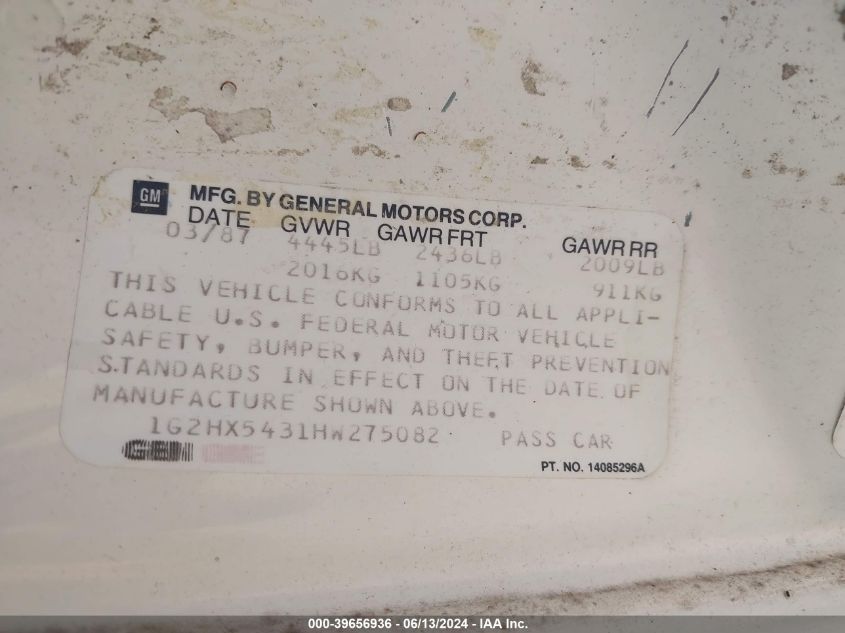 GM MFG. BY GENERAL MOTORS CORP.
DATE GVWR GAWR FRT GAWR RR
03/87 4445LB 2436LB 2009LB
2016KG 1105KG 911KG
THIS VEHICLE CONFORMS TO ALL APPLI-
CABLE U.S. FEDERAL MOTOR VEHICLE
SAFETY, BUMPER, AND THEFT PREVENTION
STANDARDS IN EFFECT ON THE DATE OF
MANUFACTURE SHOWN ABOVE.
1G2HX5431HW275082 PASS CAR
PT. NO. 14085296A
000-39656936 - 06/13/2024 - IAA Inc.